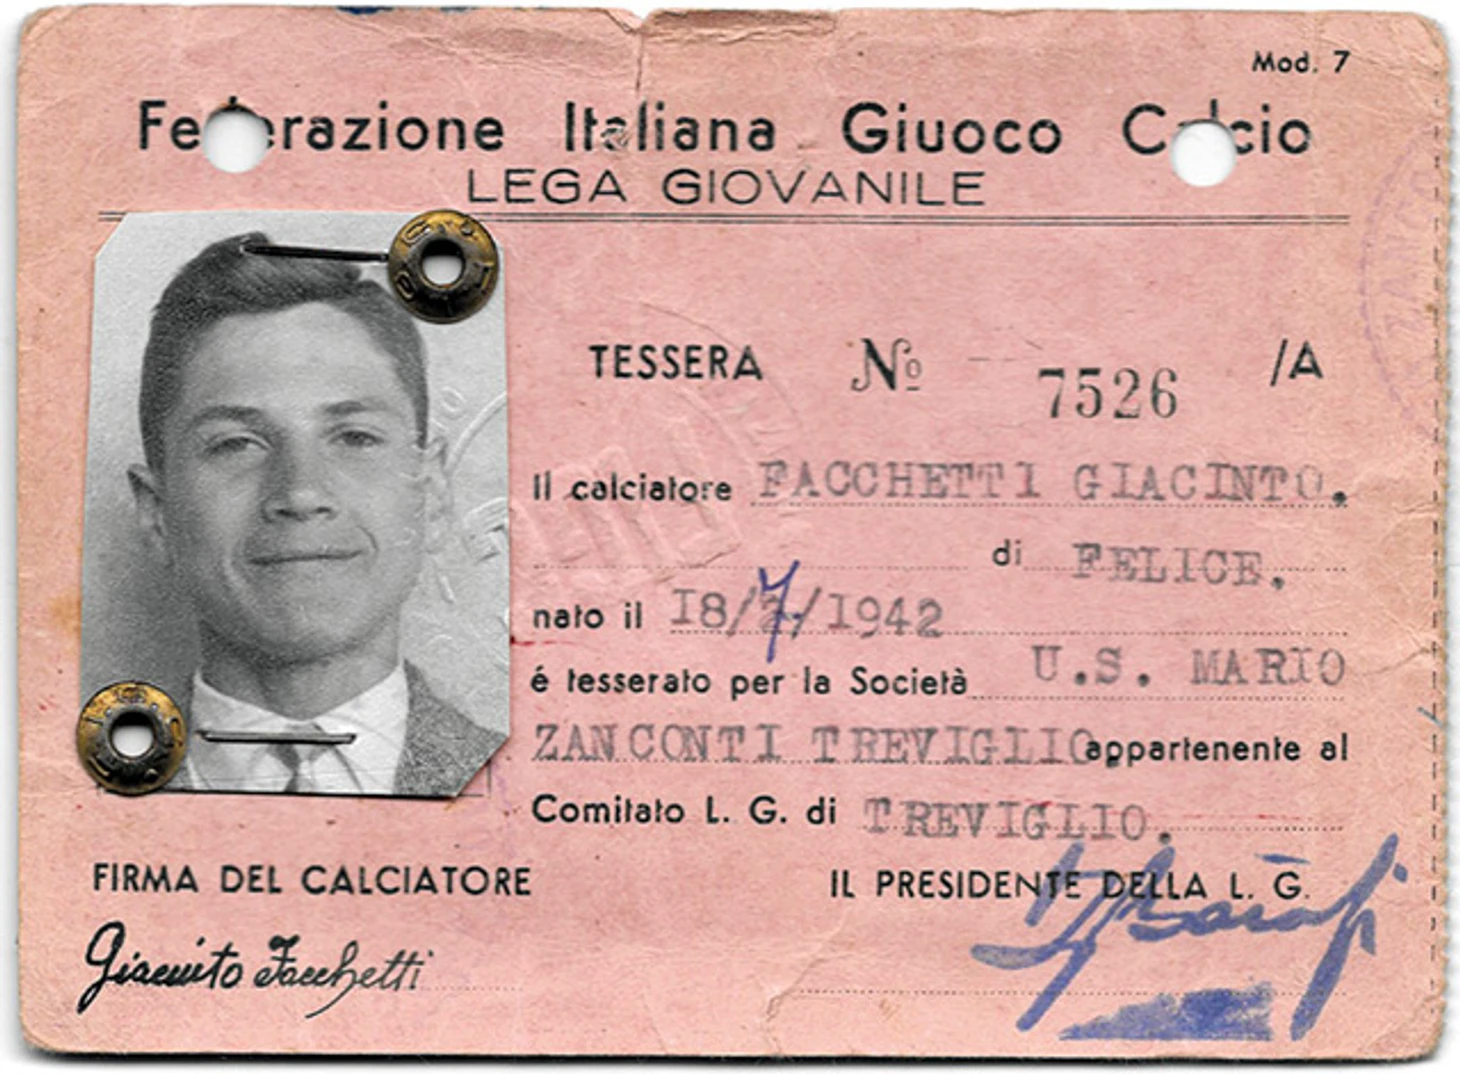 Mod. 7
Federazione Italiana Giuoco Calcio
LEGA GIOVANILE
TESSERA Nº 7526 /A
Il calciatore FACCHETTI GIACINTO.
di FELICE.
nato il I8/7/1942
é tesserato per la Società U.S. MARIO
ZANCONTI TREVIGLIO. appartenente al
Comitato L. G. di TREVIGLIO.
FIRMA DEL CALCIATORE
IL PRESIDENTE DELLA L. G.
Giacinto Facchetti